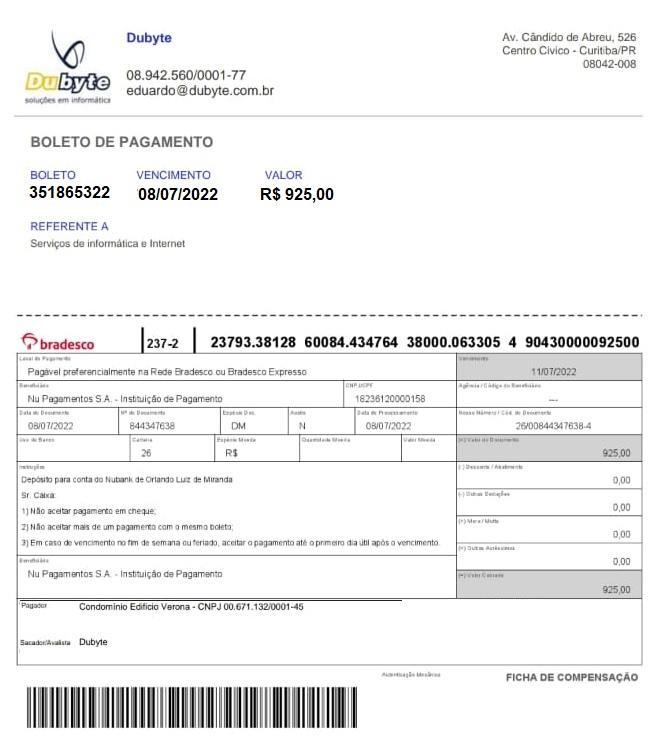 Dubyte
Av. Cândido de Abreu, 526
Centro Civico - Curitiba/PR
08042-008
Dubyte
soluções em informática
08.942.560/0001-77
eduardo@dubyte.com.br
BOLETO DE PAGAMENTO
BOLETO VENCIMENTO VALOR
351865322 08/07/2022 R$ 925,00
REFERENTE A
Serviços de informática e Internet
bradesco 237-2 23793.38128 60084.434764 38000.063305 4 90430000092500
Local de Pagamento Vencimento
Pagável preferencialmente na Rede Bradesco ou Bradesco Expresso 11/07/2022
Beneficiário CNPJ/CPF Agência / Código do Beneficiário
Nu Pagamentos S.A. - Instituição de Pagamento 18236120000158 ---
Data do Documento Nº do Documento Espécie Doc. Aceite Data do Processamento Nosso Número / Cód. do Documento
08/07/2022 844347638 DM N 08/07/2022 26/00844347638-4
Uso do Banco Carteira Espécie Moeda Quantidade Moeda Valor Moeda (=) Valor do Documento
26 R$ 925,00
Instruções (-) Desconto / Abatimento
Depósito para conta do Nubank de Orlando Luiz de Miranda 0,00
Sr. Caixa:
(-) Outras Deduções
1) Não aceitar pagamento em cheque; 0,00
(+) Mora / Multa
2) Não aceitar mais de um pagamento com o mesmo boleto; 0,00
3) Em caso de vencimento no fim de semana ou feriado, aceitar o pagamento até o primeiro dia útil após o vencimento.
(+) Outros Acréscimos
0,00
Beneficiário
Nu Pagamentos S.A. - Instituição de Pagamento
(=) Valor Cobrado
925,00
Pagador Condomínio Edificio Verona - CNPJ 00.671.132/0001-45
Sacador/Avalista Dubyte
Autenticação Mecânica FICHA DE COMPENSAÇÃO